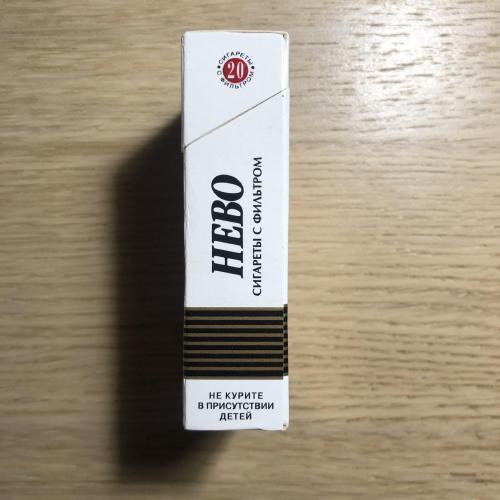 СИГАРЕТЫ
20
С ФИЛЬТРОМ
НЕВО
СИГАРЕТЫ С ФИЛЬТРОМ
НЕ КУРИТЕ
В ПРИСУТСТВИИ
ДЕТЕЙ